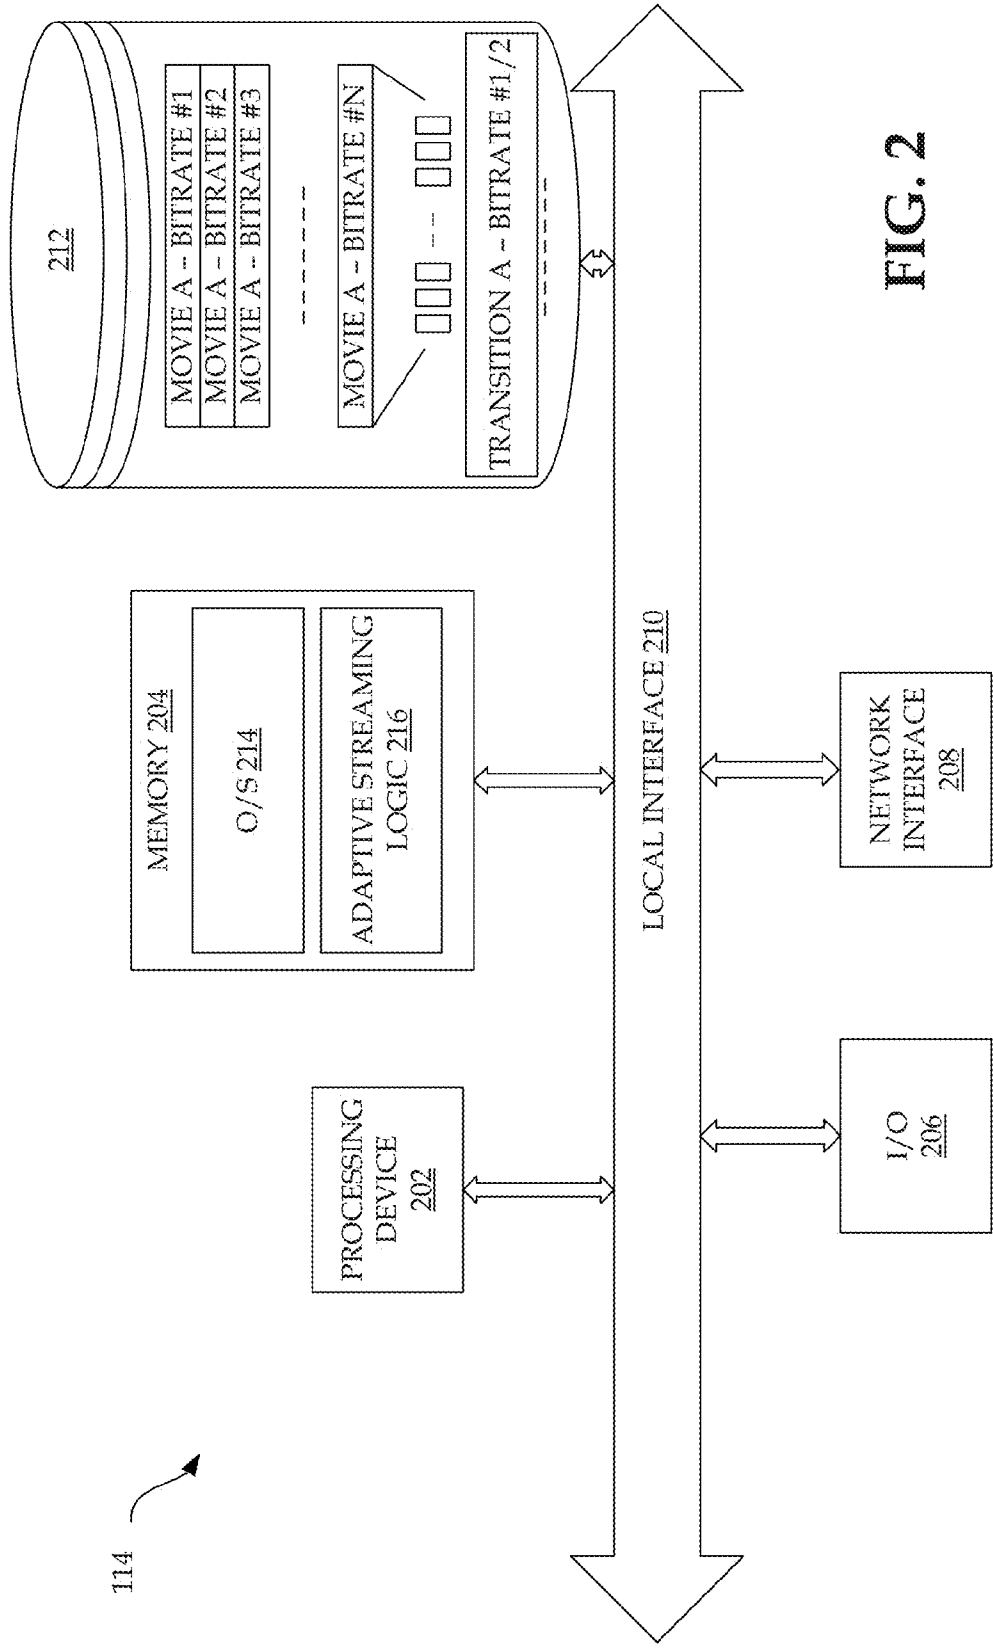 114
PROCESSING
DEVICE
202
MEMORY 204
O/S 214
ADAPTIVE STREAMING
LOGIC 216
212
MOVIE A – BITRATE #1
MOVIE A – BITRATE #2
MOVIE A – BITRATE #3
MOVIE A – BITRATE #N
TRANSITION A – BITRATE #1/2
LOCAL INTERFACE 210
I/O
206
NETWORK
INTERFACE
208
FIG. 2